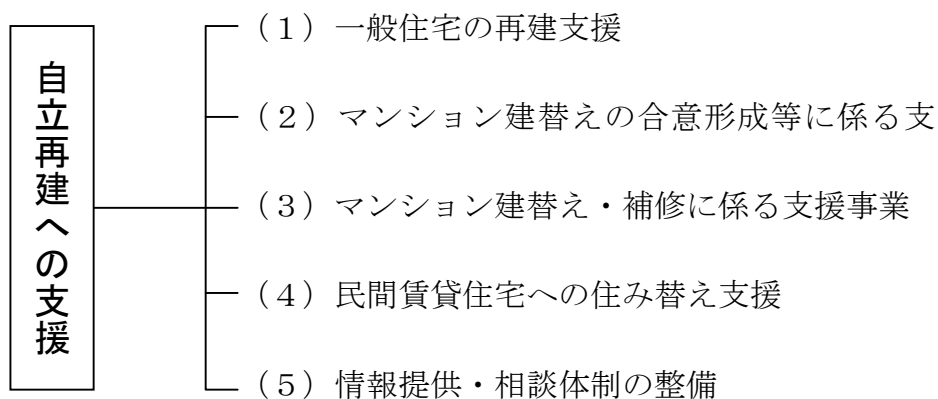 自立再建への支援
（１）一般住宅の再建支援
（２）マンション建替えの合意形成等に係る支
（３）マンション建替え・補修に係る支援事業
（４）民間賃貸住宅への住み替え支援
（５）情報提供・相談体制の整備